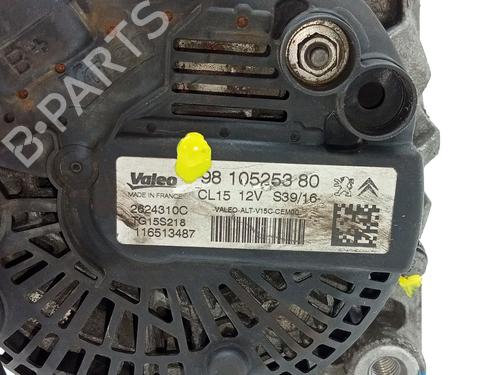 B+
B-PARTS
Valeo
MADE IN FRANCE
98 105253 80
CL15 12V S39/16
VALEO-ALT-V15C-CEM00
2624310C
TG15S218
116513487